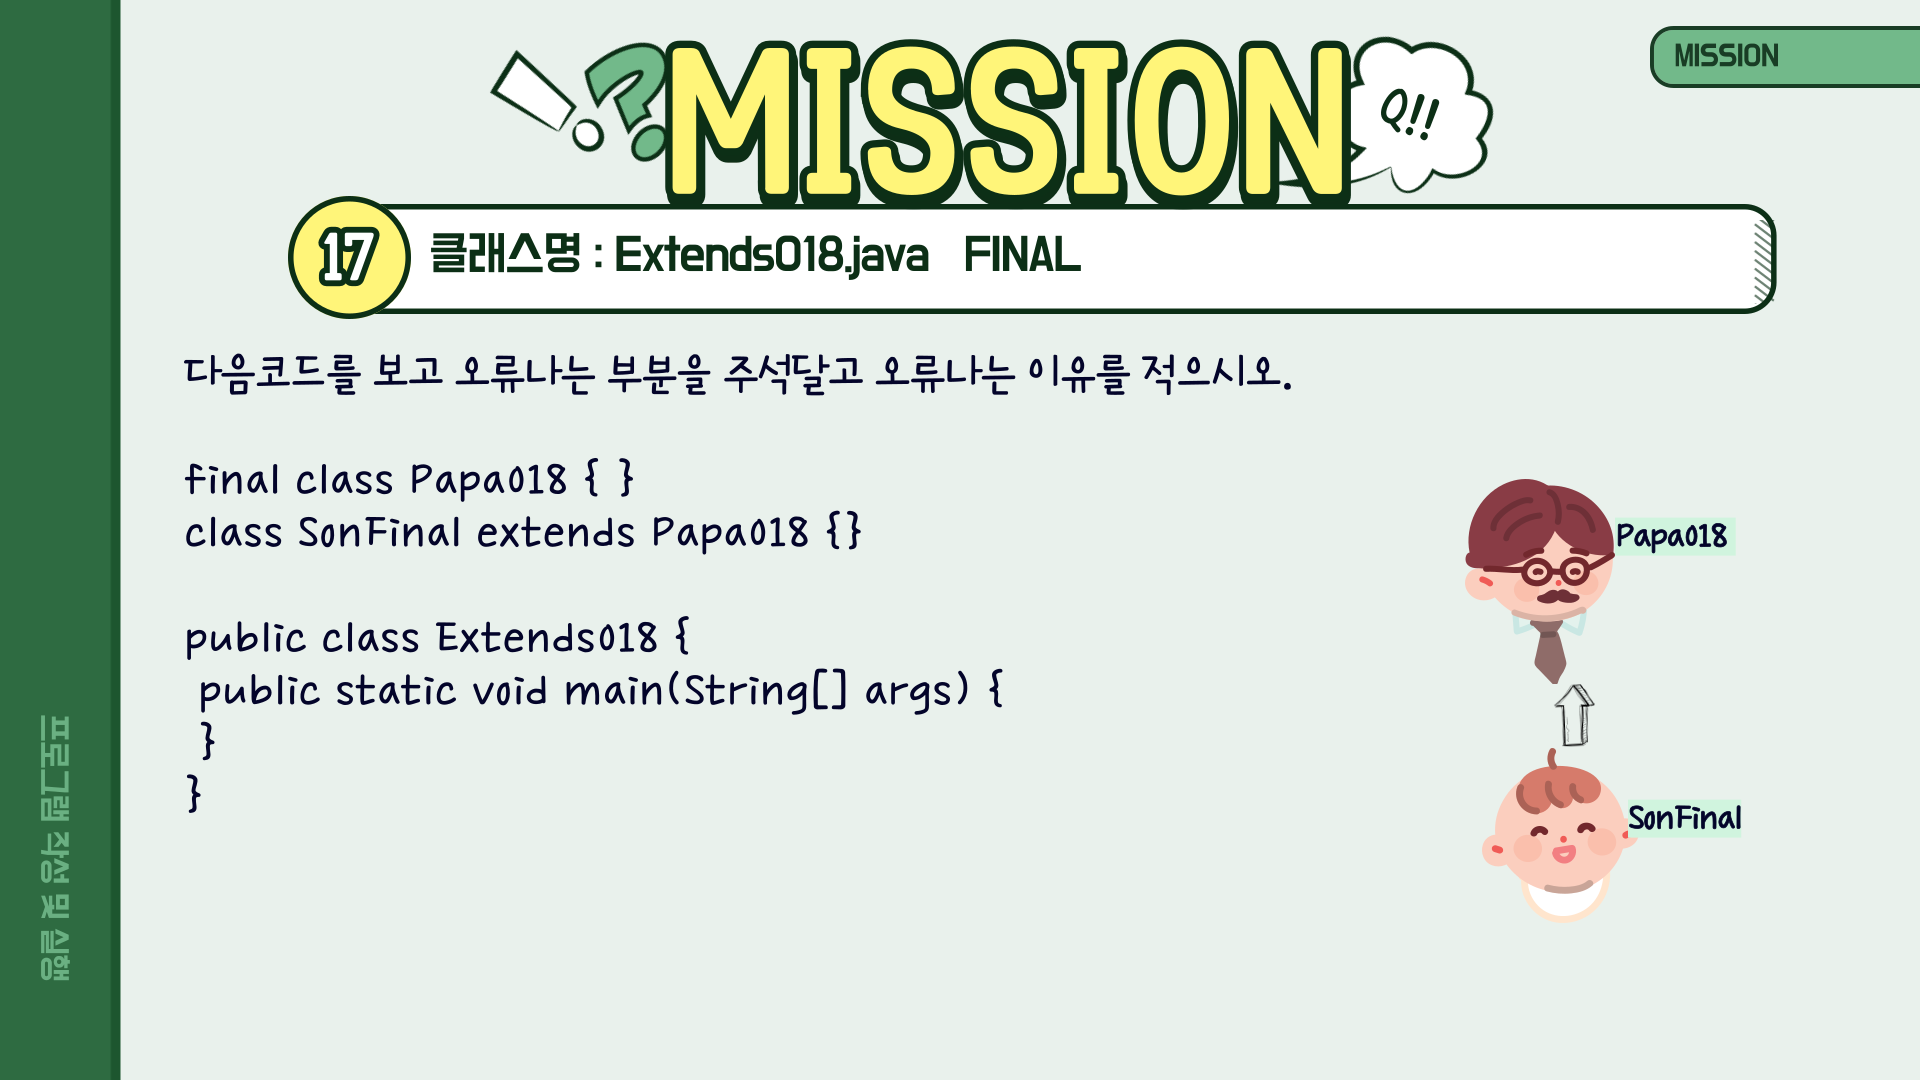 MISSION
MISSION
Q!!
17
클래스명 : Extends018.java FINAL
다음코드를 보고 오류나는 부분을 주석달고 오류나는 이유를 적으시오.
final class Papa018 { }
class SonFinal extends Papa018 {}
public class Extends018 {
public static void main(String[] args) {
}
}
Papa018
SonFinal
프로그램 작성 및 실행